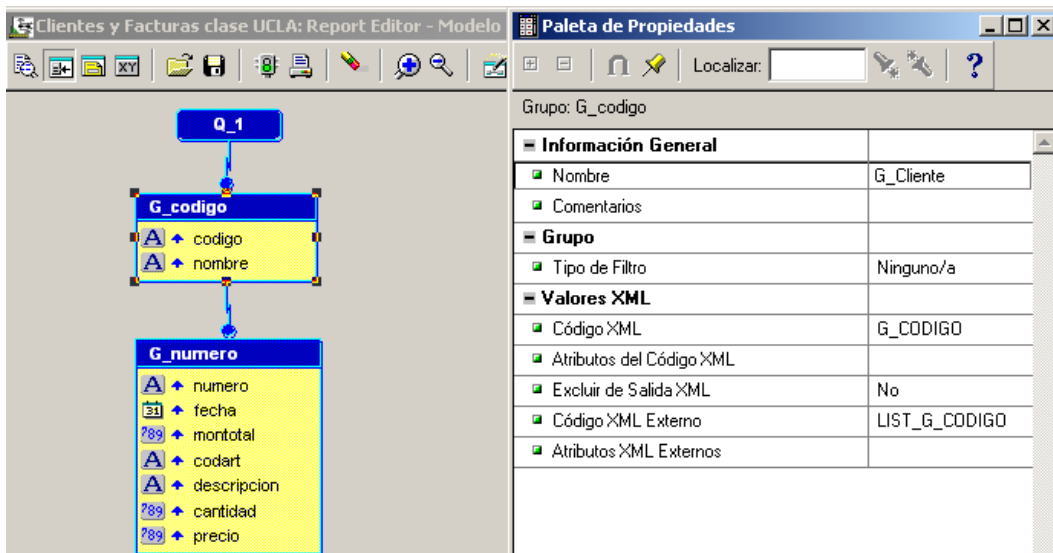 Clientes y Facturas clase UCLA: Report Editor - Modelo
Q_1
G_codigo
codigo
nombre
G_numero
numero
fecha
montotal
codart
descripcion
cantidad
precio
Paleta de Propiedades
Localizar:
Grupo: G_codigo
Información General
Nombre G_Cliente
Comentarios
Grupo
Tipo de Filtro Ninguno/a
Valores XML
Código XML G_CODIGO
Atributos del Código XML
Excluir de Salida XML No
Código XML Externo LIST_G_CODIGO
Atributos XML Externos